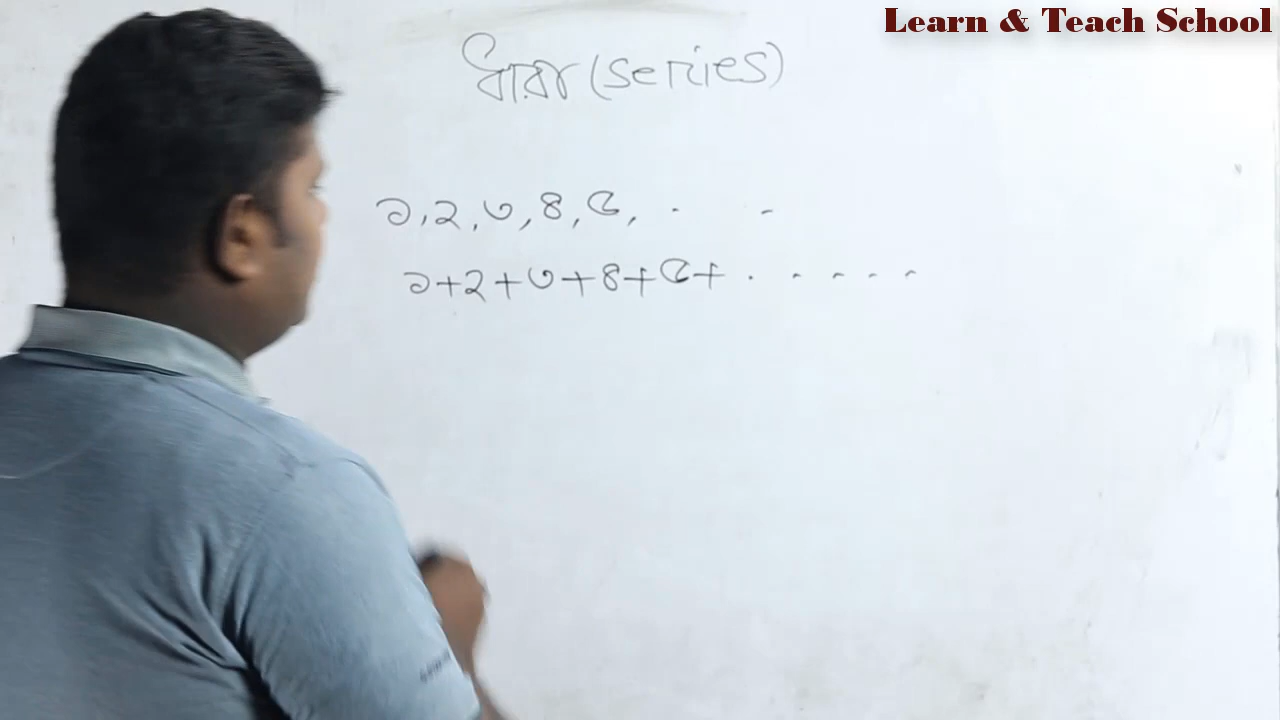 Learn & Teach School
ধারা (series)
১, ২, ৩, ৪, ৫, . -
১+২+৩+৪+৫+ . . . . .